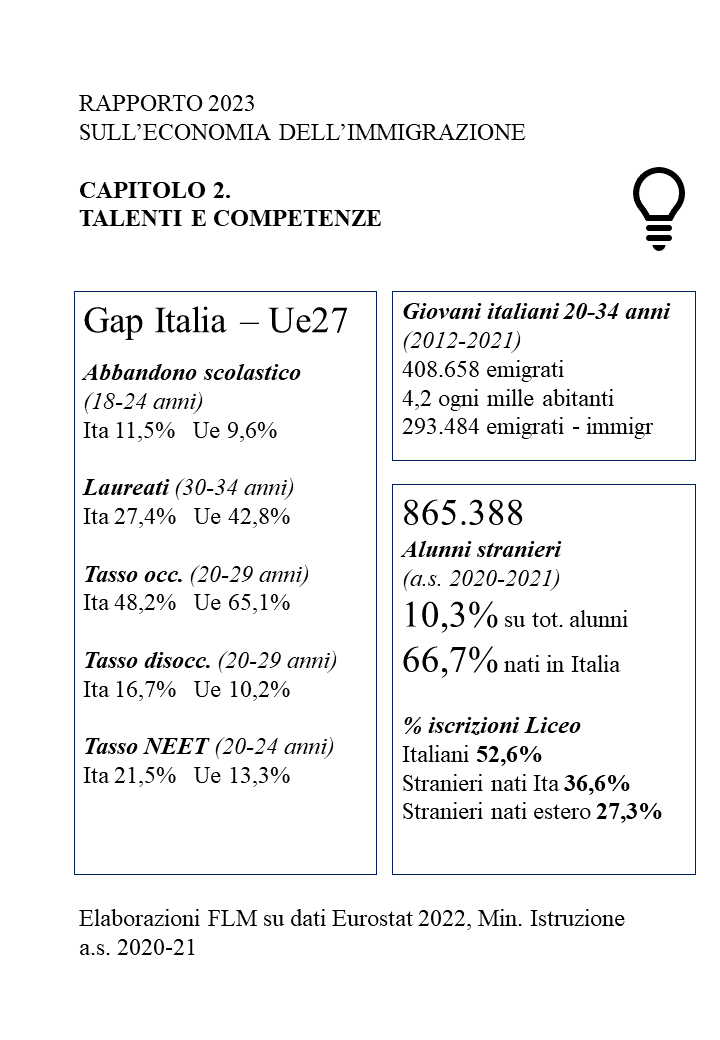 RAPPORTO 2023
SULL’ECONOMIA DELL’IMMIGRAZIONE
CAPITOLO 2.
TALENTI E COMPETENZE
Gap Italia – Ue27
Abbandono scolastico
(18-24 anni)
Ita 11,5% Ue 9,6%
Laureati (30-34 anni)
Ita 27,4% Ue 42,8%
Tasso occ. (20-29 anni)
Ita 48,2% Ue 65,1%
Tasso disocc. (20-29 anni)
Ita 16,7% Ue 10,2%
Tasso NEET (20-24 anni)
Ita 21,5% Ue 13,3%
Giovani italiani 20-34 anni
(2012-2021)
408.658 emigrati
4,2 ogni mille abitanti
293.484 emigrati - immigr
865.388
Alunni stranieri
(a.s. 2020-2021)
10,3% su tot. alunni
66,7% nati in Italia
% iscrizioni Liceo
Italiani 52,6%
Stranieri nati Ita 36,6%
Stranieri nati estero 27,3%
Elaborazioni FLM su dati Eurostat 2022, Min. Istruzione
a.s. 2020-21